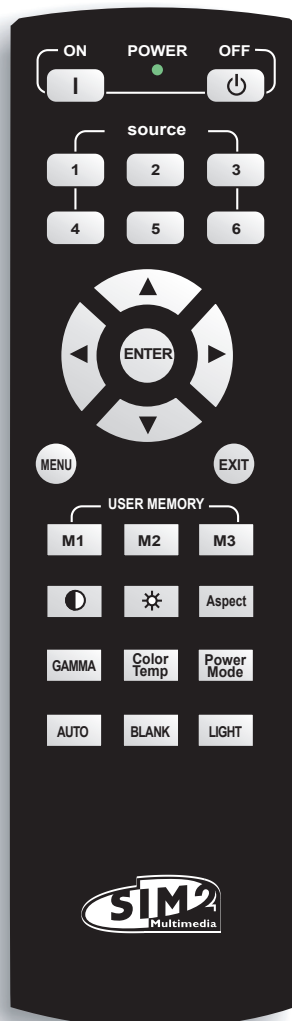 ON POWER OFF
I
source
1 2 3
4 5 6
ENTER
MENU EXIT
USER MEMORY
M1 M2 M3
Aspect
GAMMA Color Temp Power Mode
AUTO BLANK LIGHT
SIM2
Multimedia